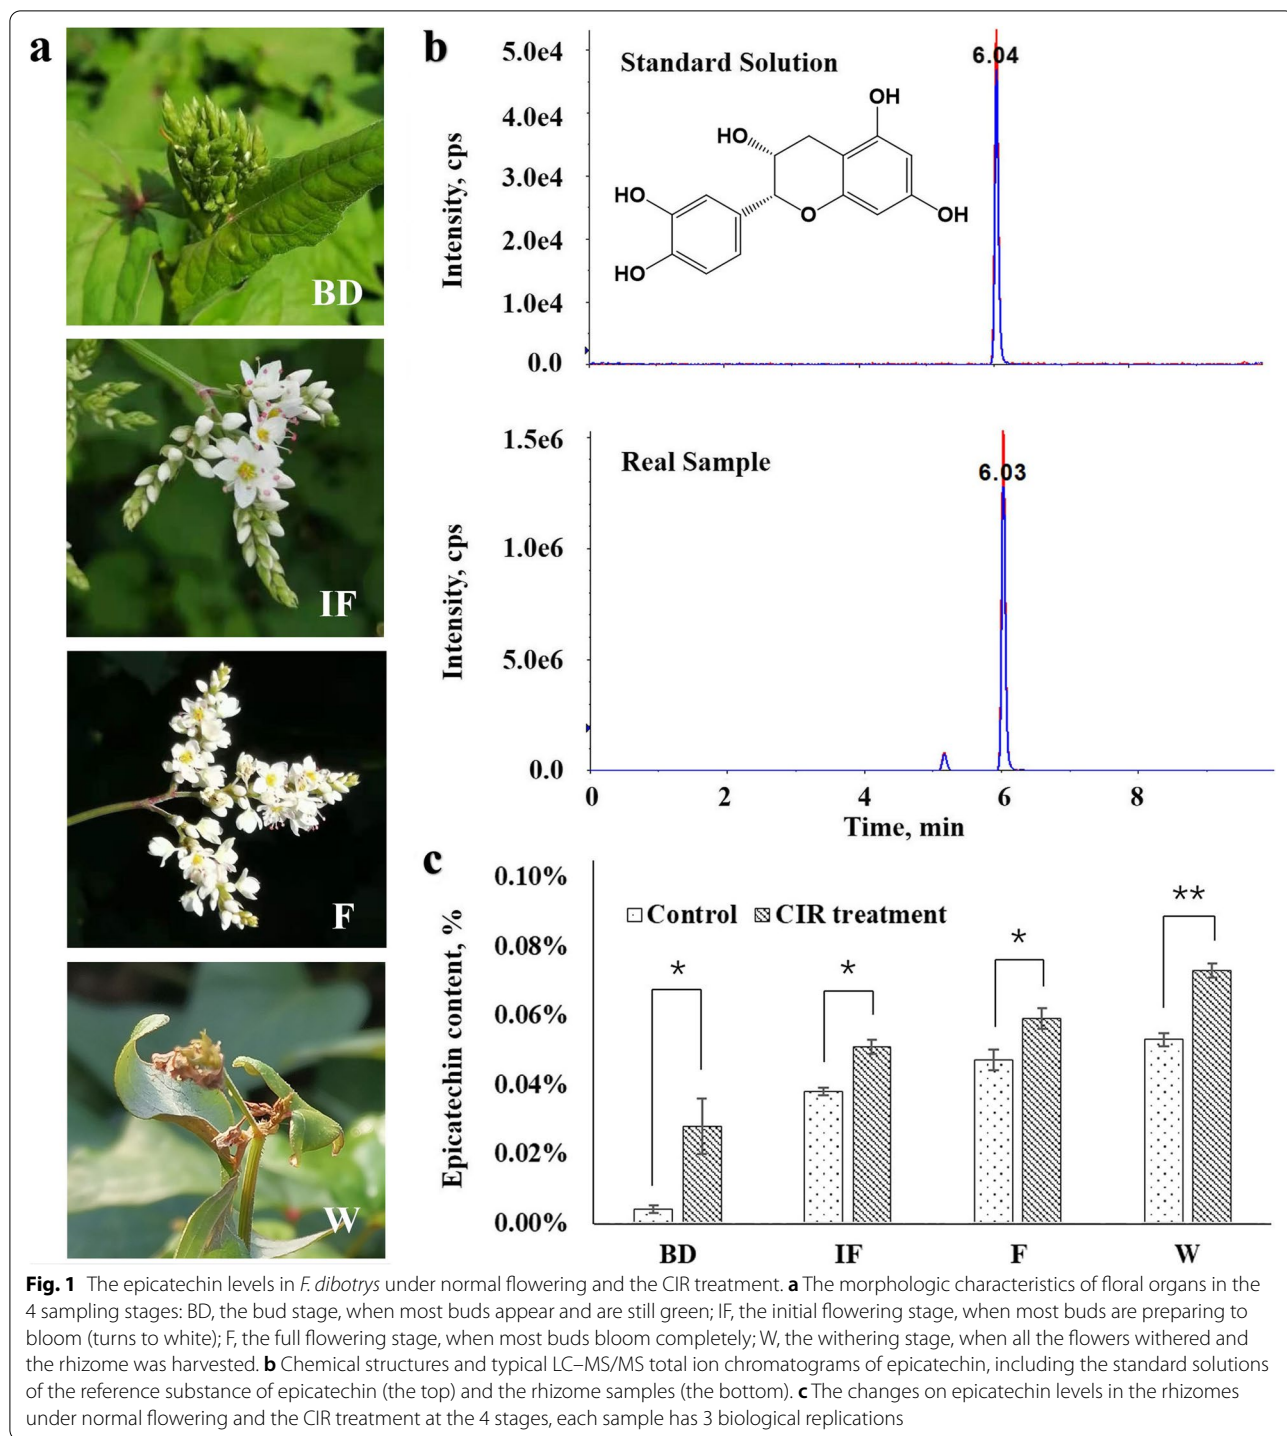 a
BD
IF
F
W
b
Standard Solution
6.04
Intensity, cps
5.0e4
4.0e4
3.0e4
2.0e4
1.0e4
0.0
OH
HO
HO
O
OH
HO
Real Sample
6.03
Intensity, cps
1.5e6
1.0e6
5.0e6
0.0
0 2 4 6 8
Time, min
c
Epicatechin content, %
0.10%
0.08%
0.06%
0.04%
0.02%
0.00%
Control CIR treatment
* * * **
BD IF F W
Fig. 1 The epicatechin levels in F. dibotrys under normal flowering and the CIR treatment. a The morphologic characteristics of floral organs in the
4 sampling stages: BD, the bud stage, when most buds appear and are still green; IF, the initial flowering stage, when most buds are preparing to
bloom (turns to white); F, the full flowering stage, when most buds bloom completely; W, the withering stage, when all the flowers withered and
the rhizome was harvested. b Chemical structures and typical LC–MS/MS total ion chromatograms of epicatechin, including the standard solutions
of the reference substance of epicatechin (the top) and the rhizome samples (the bottom). c The changes on epicatechin levels in the rhizomes
under normal flowering and the CIR treatment at the 4 stages, each sample has 3 biological replications